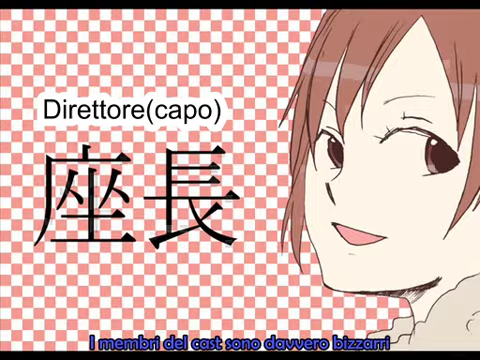 Direttore(capo)
座長
I membri del cast sono davvero bizzarri